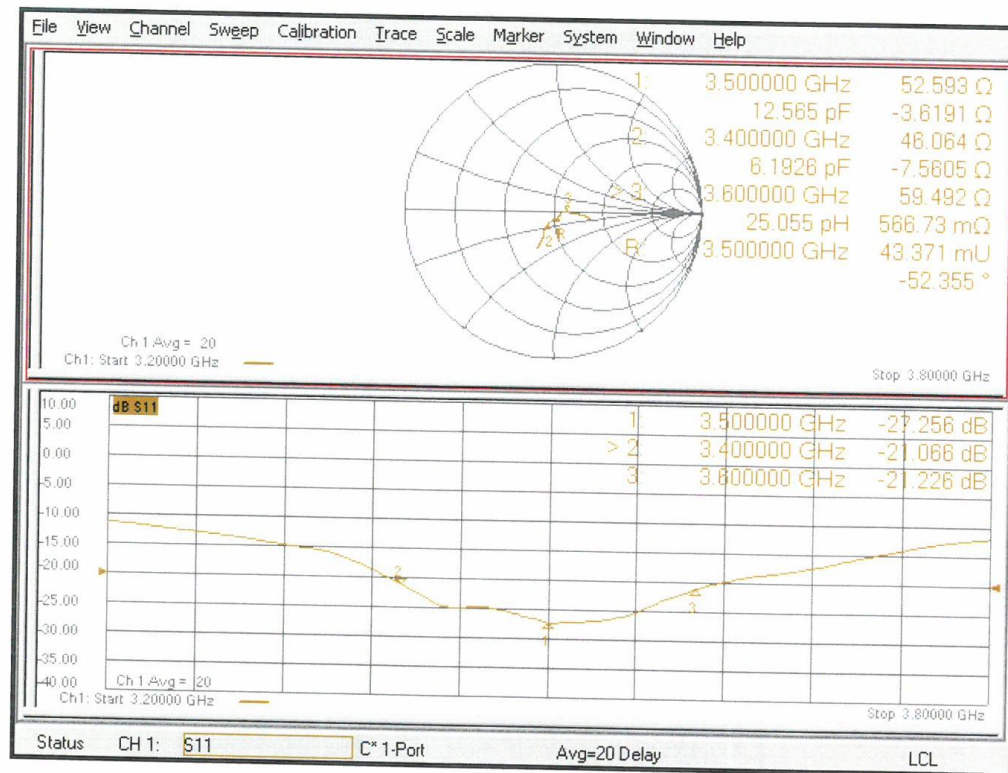 File View Channel Sweep Calibration Trace Scale Marker System Window Help
1: 3.500000 GHz 52.593 Ω
12.565 pF -3.6191 Ω
2: 3.400000 GHz 46.064 Ω
6.1926 pF -7.5605 Ω
> 3: 3.600000 GHz 59.492 Ω
25.055 pH 566.73 mΩ
R: 3.500000 GHz 43.371 mU
-52.355 °
3
2 R
Ch 1 Avg = 20
Ch1: Start 3.20000 GHz
Stop 3.80000 GHz
10.00
5.00
0.00
-5.00
-10.00
-15.00
-20.00
-25.00
-30.00
-35.00
-40.00
dB S11
1: 3.500000 GHz -27.256 dB
> 2: 3.400000 GHz -21.066 dB
3: 3.600000 GHz -21.226 dB
2
1
3
Ch 1 Avg = 20
Ch1: Start 3.20000 GHz
Stop 3.80000 GHz
Status CH 1: S11 C* 1-Port Avg=20 Delay LCL